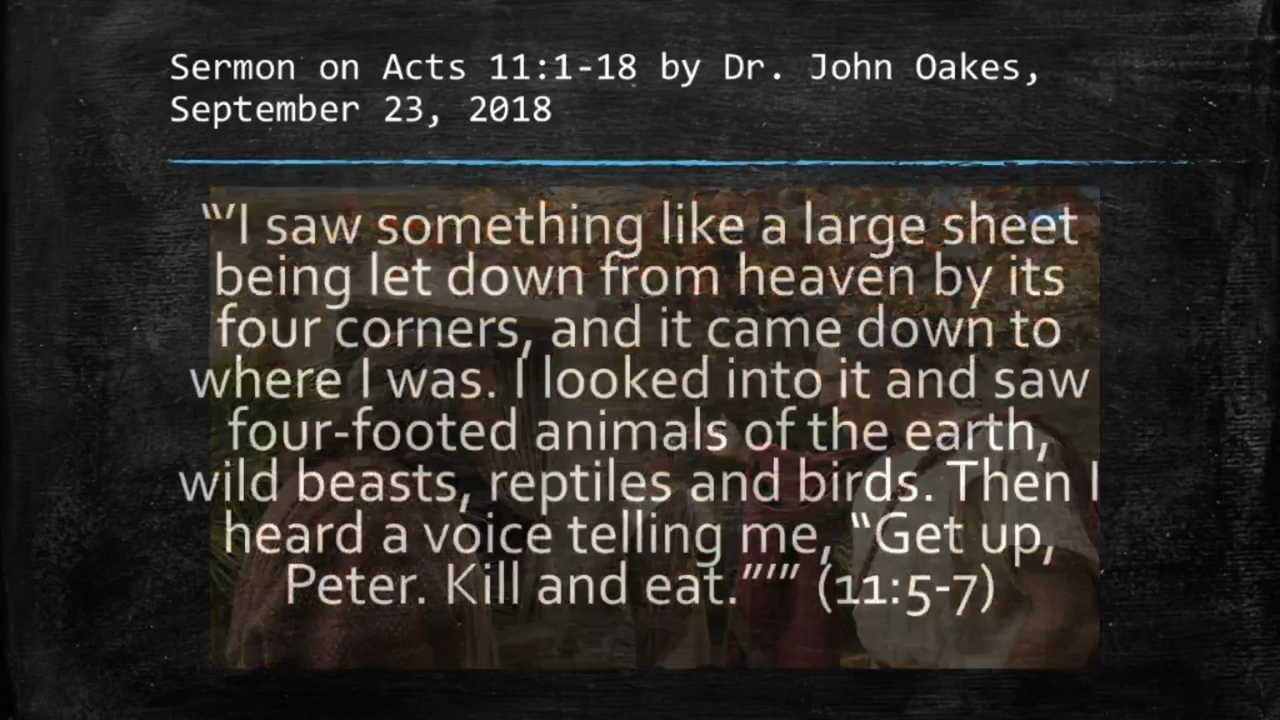 Sermon on Acts 11:1-18 by Dr. John Oakes,
September 23, 2018
“‘I saw something like a large sheet
being let down from heaven by its
four corners, and it came down to
where I was. I looked into it and saw
four-footed animals of the earth,
wild beasts, reptiles and birds. Then I
heard a voice telling me, “Get up,
Peter. Kill and eat.”’” (11:5-7)